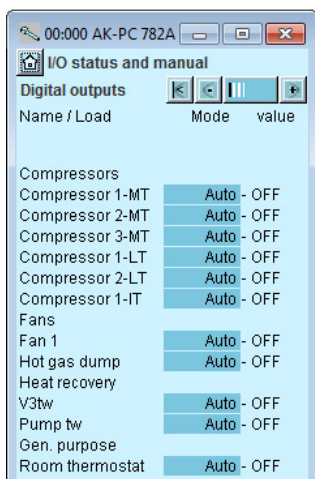 00:000 AK-PC 782A
I/O status and manual
Digital outputs
Name / Load Mode value
Compressors
Compressor 1-MT Auto - OFF
Compressor 2-MT Auto - OFF
Compressor 3-MT Auto - OFF
Compressor 1-LT Auto - OFF
Compressor 2-LT Auto - OFF
Compressor 1-IT Auto - OFF
Fans
Fan 1 Auto - OFF
Hot gas dump Auto - OFF
Heat recovery
V3tw Auto - OFF
Pump tw Auto - OFF
Gen. purpose
Room thermostat Auto - OFF